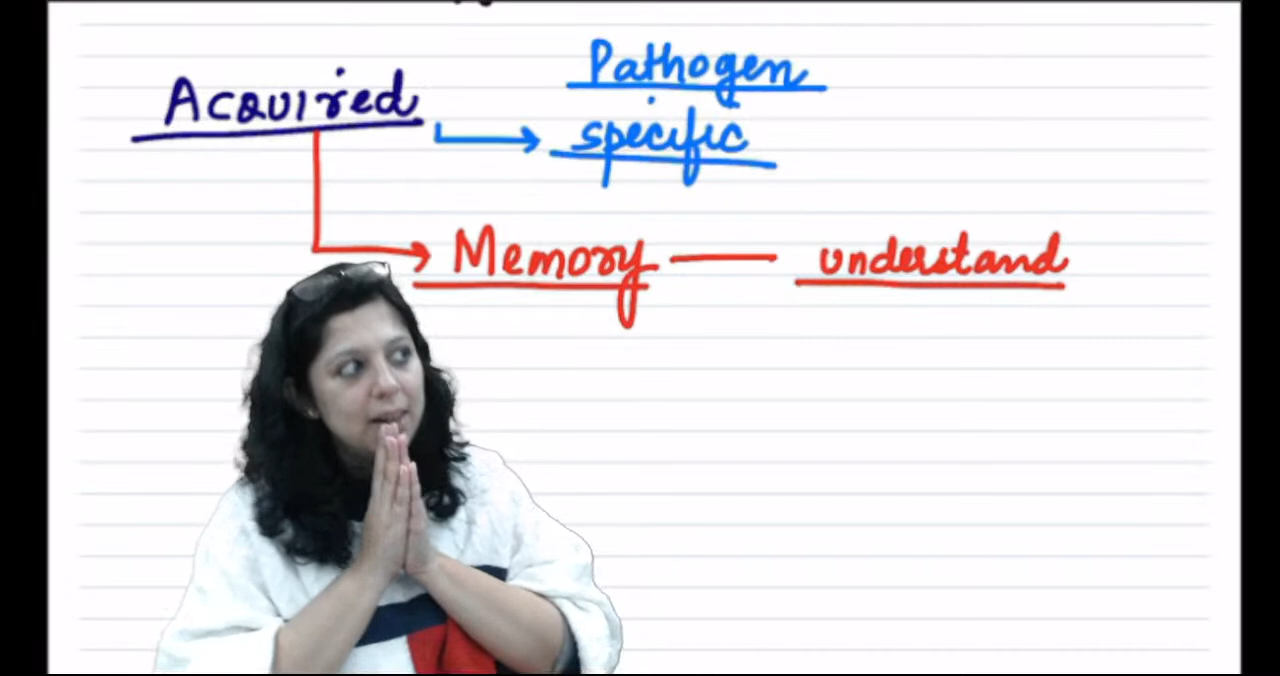 Acquired
Pathogen
specific
Memory — understand